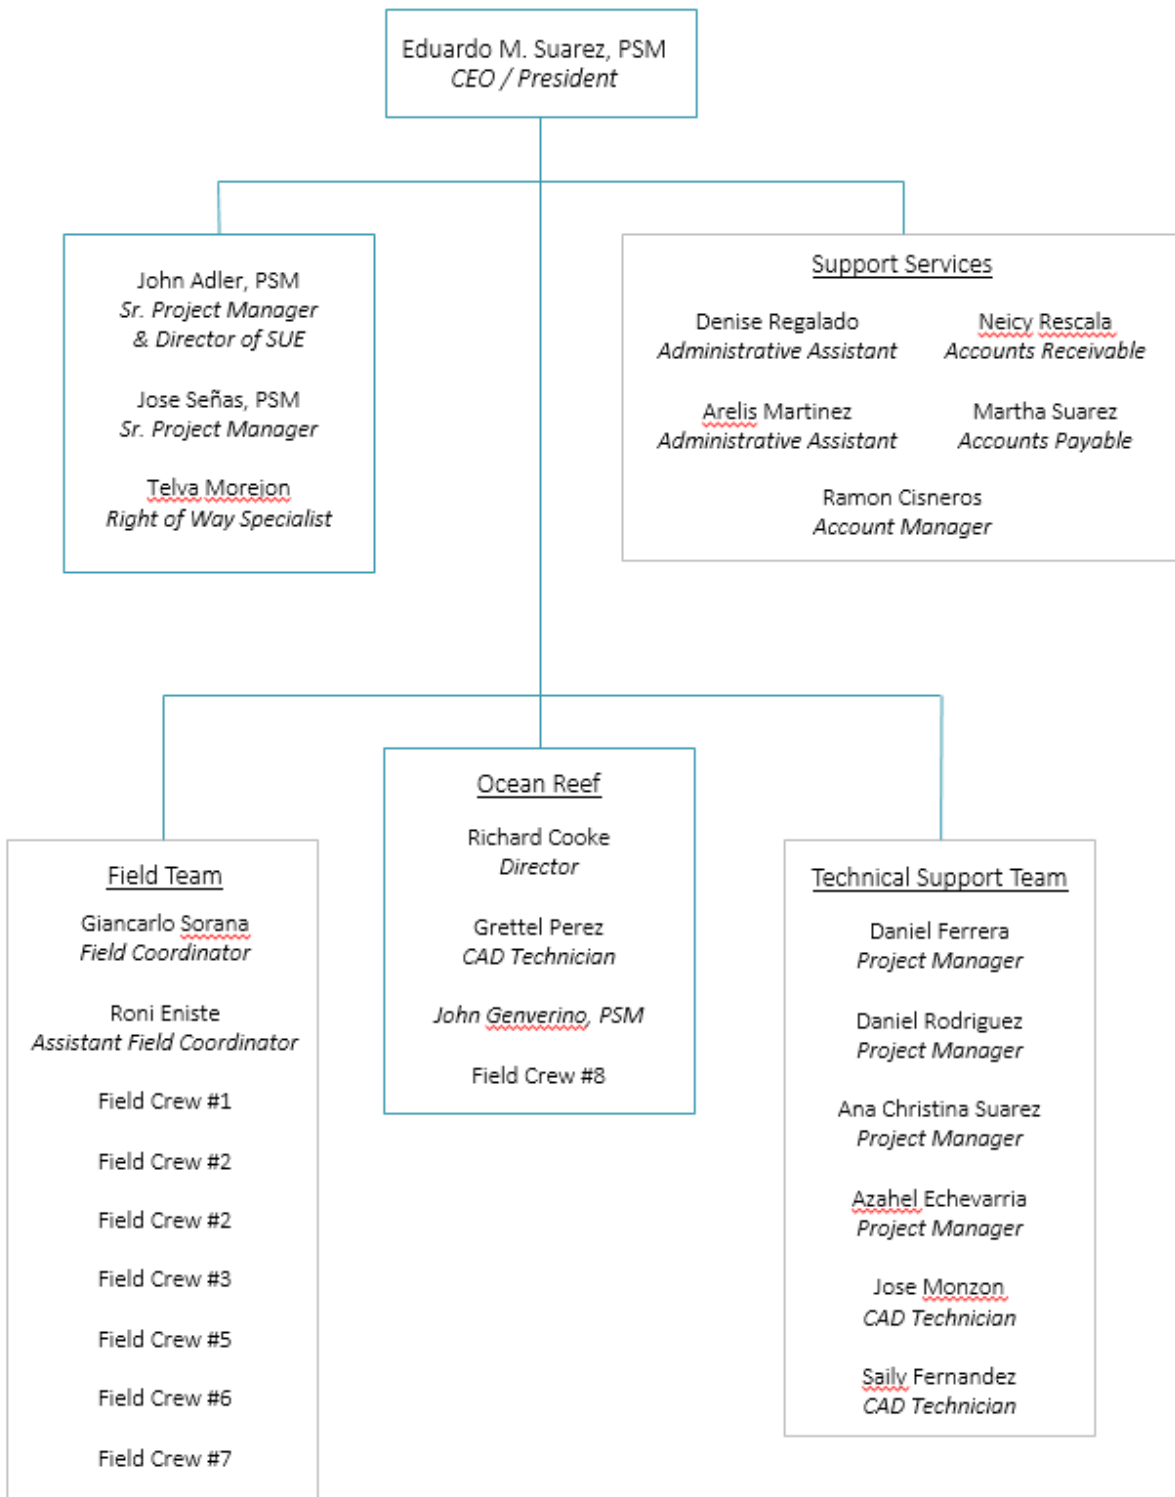 Eduardo M. Suarez, PSM
CEO / President
John Adler, PSM
Sr. Project Manager
& Director of SUE
Jose Señas, PSM
Sr. Project Manager
Telva Morejon
Right of Way Specialist
Support Services
Denise Regalado
Administrative Assistant
Neicy Rescala
Accounts Receivable
Arelis Martinez
Administrative Assistant
Martha Suarez
Accounts Payable
Ramon Cisneros
Account Manager
Field Team
Giancarlo Sorana
Field Coordinator
Roni Eniste
Assistant Field Coordinator
Field Crew #1
Field Crew #2
Field Crew #2
Field Crew #3
Field Crew #5
Field Crew #6
Field Crew #7
Ocean Reef
Richard Cooke
Director
Grettel Perez
CAD Technician
John Genverino, PSM
Field Crew #8
Technical Support Team
Daniel Ferrera
Project Manager
Daniel Rodriguez
Project Manager
Ana Christina Suarez
Project Manager
Azahel Echevarria
Project Manager
Jose Monzon
CAD Technician
Saily Fernandez
CAD Technician